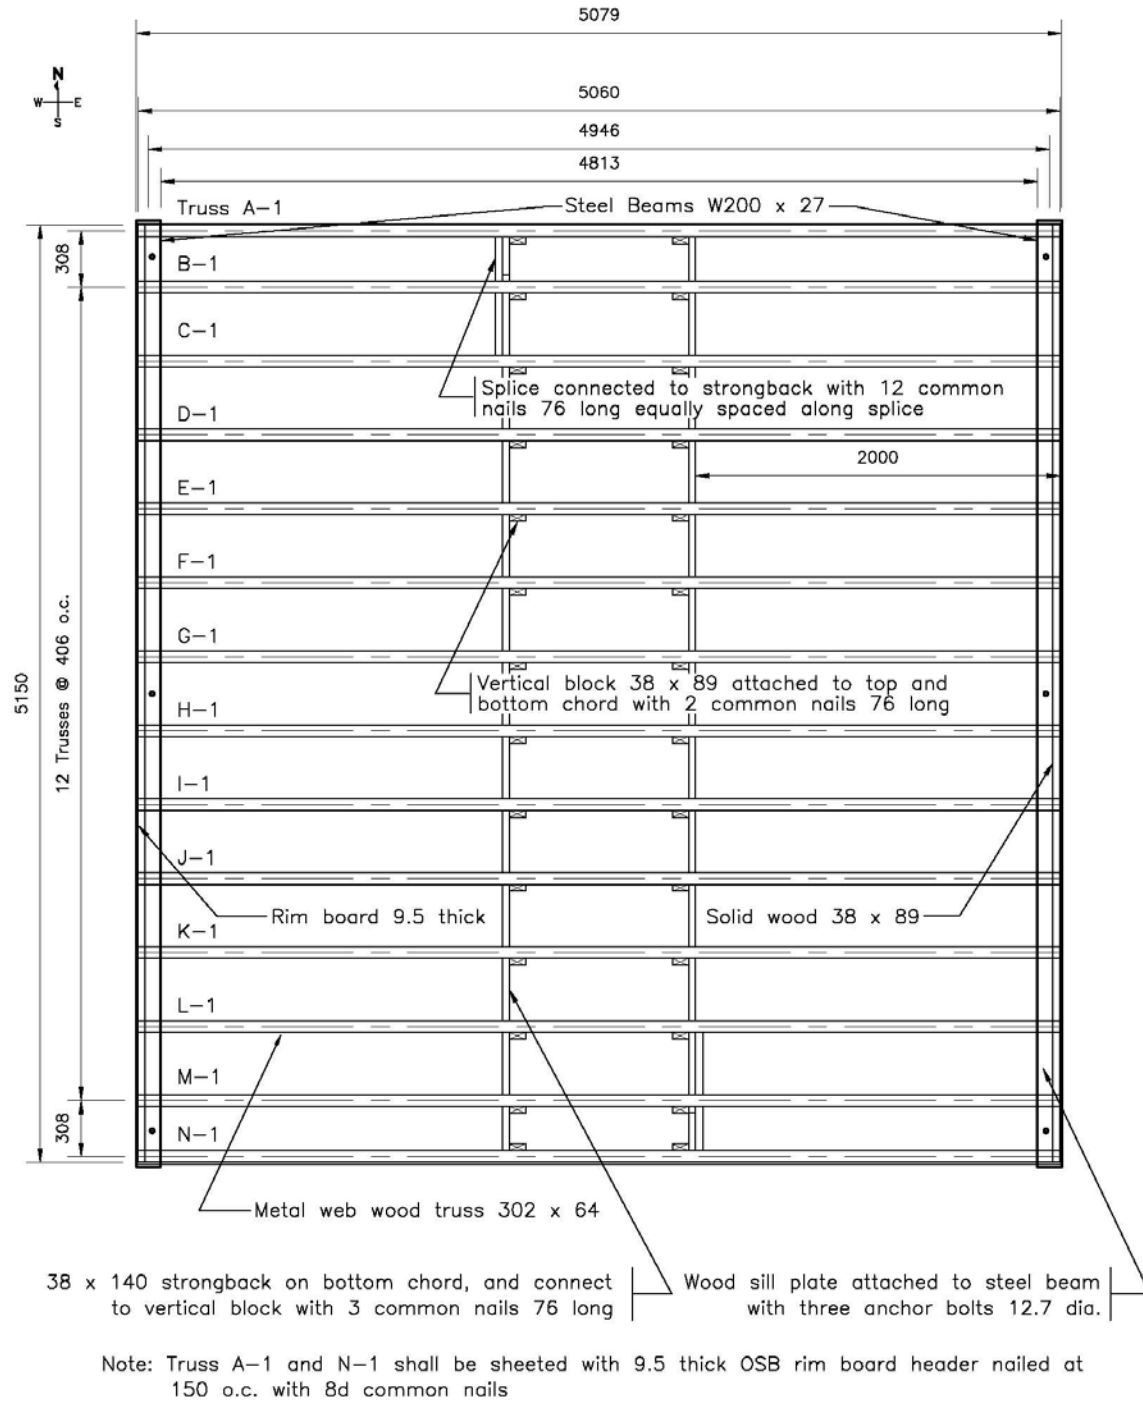 5079
N
W E
S
5060
4946
4813
Truss A-1
Steel Beams W200 x 27
308
B-1
C-1
Splice connected to strongback with 12 common
nails 76 long equally spaced along splice
D-1
2000
E-1
F-1
12 Trusses @ 406 o.c.
G-1
5150
Vertical block 38 x 89 attached to top and
bottom chord with 2 common nails 76 long
H-1
I-1
J-1
Rim board 9.5 thick
Solid wood 38 x 89
K-1
L-1
M-1
308
N-1
Metal web wood truss 302 x 64
38 x 140 strongback on bottom chord, and connect
to vertical block with 3 common nails 76 long
Wood sill plate attached to steel beam
with three anchor bolts 12.7 dia.
Note: Truss A-1 and N-1 shall be sheeted with 9.5 thick OSB rim board header nailed at
150 o.c. with 8d common nails